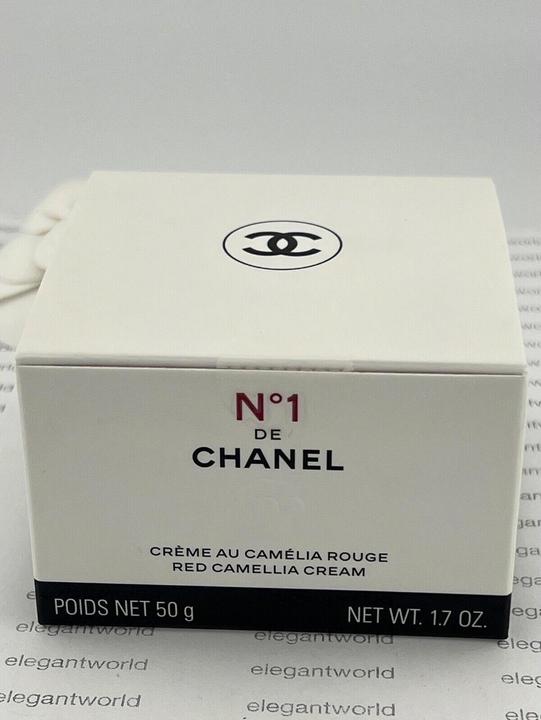 N°1
DE
CHANEL
CRÈME AU CAMÉLIA ROUGE
RED CAMELLIA CREAM
POIDS NET 50 g
NET WT. 1.7 OZ.
elegantworld
elegantworld
elegantworld
elegantworld
elegantworld